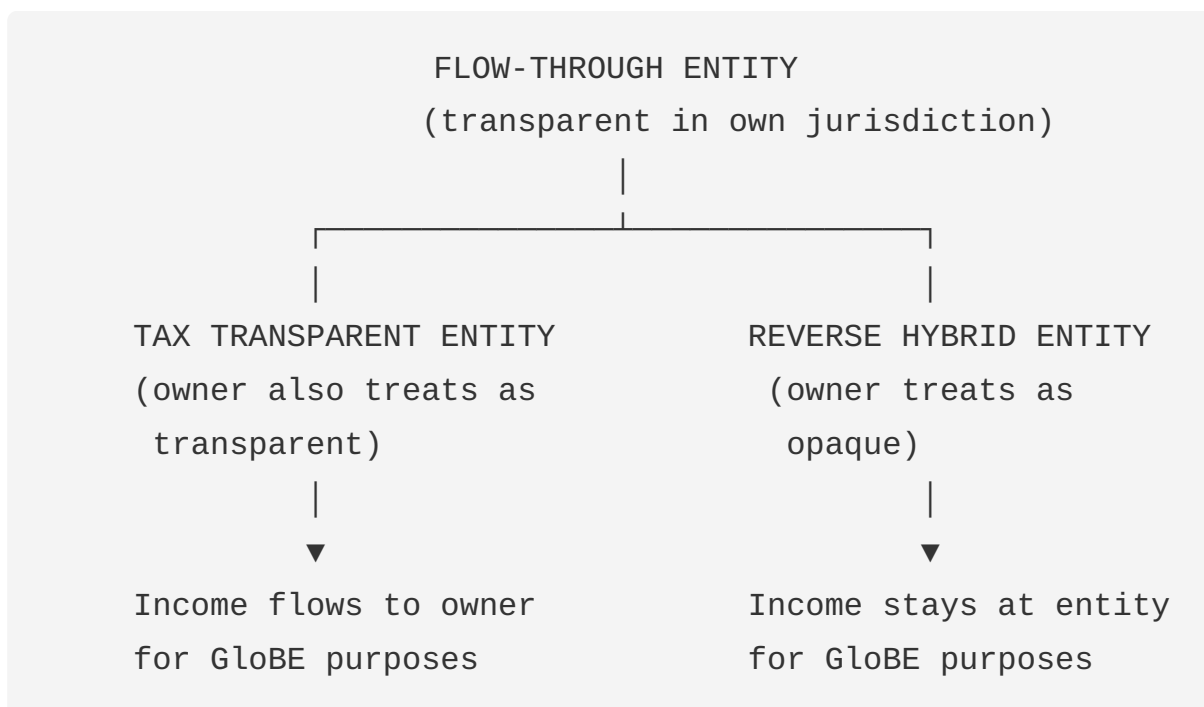 FLOW-THROUGH ENTITY
(transparent in own jurisdiction)
TAX TRANSPARENT ENTITY
(owner also treats as
transparent)
Income flows to owner
for GloBE purposes
REVERSE HYBRID ENTITY
(owner treats as
opaque)
Income stays at entity
for GloBE purposes